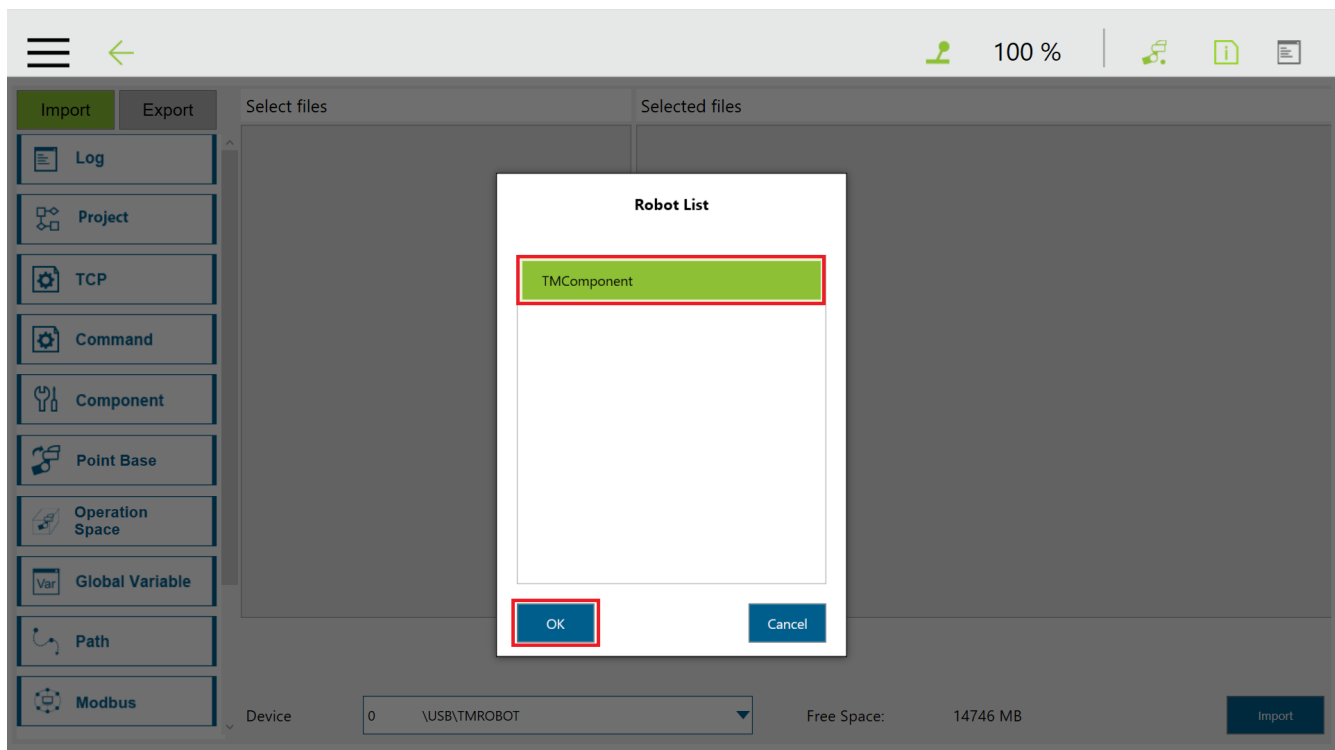 100 %
Import
Export
Select files
Selected files
Log
Project
TCP
Command
Component
Point Base
Operation
Space
Var
Global Variable
Path
Modbus
Robot List
TMComponent
OK
Cancel
Device
0 \USB\TMROBOT
Free Space:
14746 MB
Import